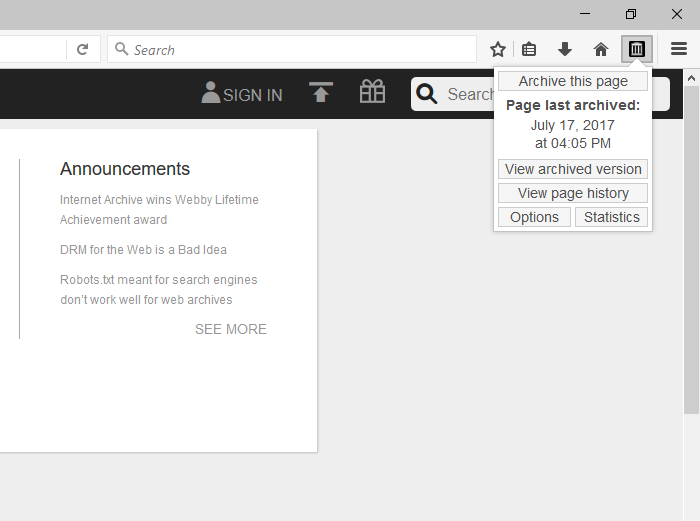 Search
SIGN IN
Search
Archive this page
Page last archived:
July 17, 2017
at 04:05 PM
View archived version
View page history
Options
Statistics
Announcements
Internet Archive wins Webby Lifetime
Achievement award
DRM for the Web is a Bad Idea
Robots.txt meant for search engines
don't work well for web archives
SEE MORE